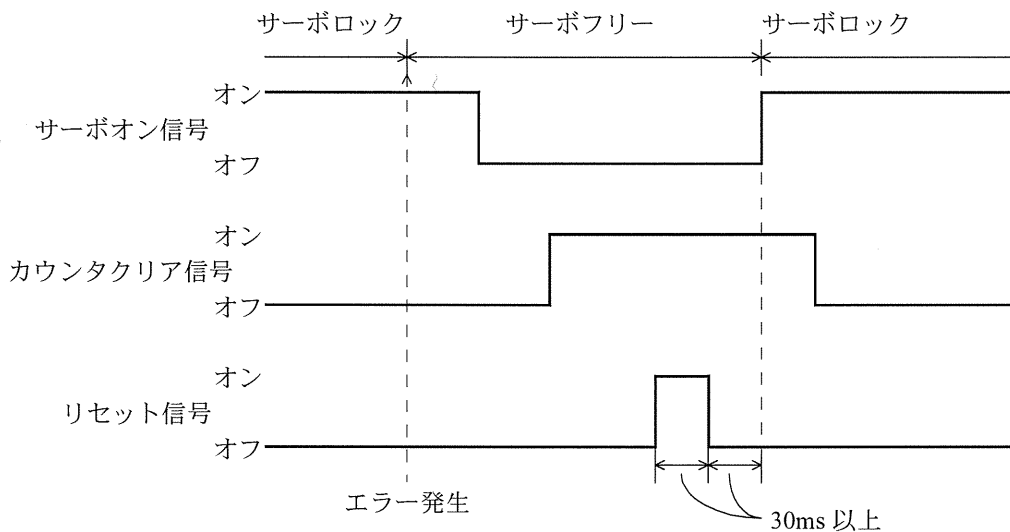 サーボロック
サーボフリー
サーボロック
オン
サーボオン信号
オフ
オン
カウンタクリア信号
オフ
オン
リセット信号
オフ
エラー発生
30ms 以上